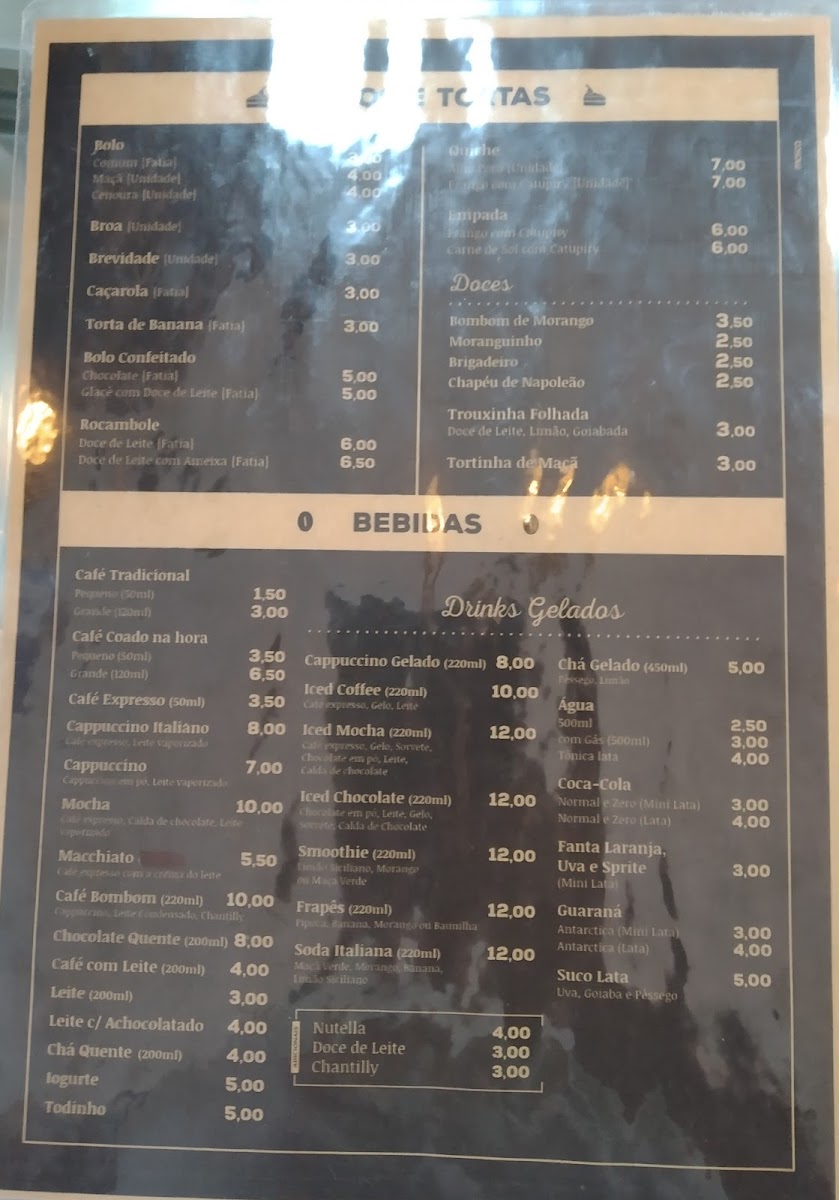 TORTAS
Bolo
Comum [Fatia]
Maçã [Unidade] 4,00
Cenoura [Unidade] 4,00
Broa [Unidade] 3,00
Brevidade [Unidade] 3,00
Caçarola [Fatia] 3,00
Torta de Banana [Fatia] 3,00
Bolo Confeitado
Chocolate [Fatia] 5,00
Glacê com Doce de Leite [Fatia] 5,00
Rocambole
Doce de Leite [Fatia] 6,00
Doce de Leite com Ameixa [Fatia] 6,50
Quiche
[Unidade] 7,00
Frango com Catupiry [Unidade] 7,00
Empada
Frango com Catupiry 6,00
Carne de Sol com Catupiry 6,00
Doces
Bombom de Morango 3,50
Moranguinho 2,50
Brigadeiro 2,50
Chapéu de Napoleão 2,50
Trouxinha Folhada
Doce de Leite, Limão, Goiabada 3,00
Tortinha de Maçã 3,00
BEBIDAS
Café Tradicional
Pequeno (50ml) 1,50
Grande (120ml) 3,00
Café Coado na hora
Pequeno (50ml) 3,50
Grande (120ml) 6,50
Café Expresso (50ml) 3,50
Cappuccino Italiano 8,00
Café expresso, Leite vaporizado
Cappuccino 7,00
Cappuccino em pó, Leite vaporizado
Mocha 10,00
Café expresso, Calda de chocolate, Leite
vaporizado
Macchiato 5,50
Café expresso com a crema do leite
Café Bombom (220ml) 10,00
Cappuccino, Leite Condensado, Chantilly
Chocolate Quente (200ml) 8,00
Café com Leite (200ml) 4,00
Leite (200ml) 3,00
Leite c/ Achocolatado 4,00
Chá Quente (200ml) 4,00
Iogurte 5,00
Todinho 5,00
Drinks Gelados
Cappuccino Gelado (220ml) 8,00
Iced Coffee (220ml) 10,00
Café expresso, Gelo, Leite
Iced Mocha (220ml) 12,00
Café expresso, Gelo, Sorvete,
Chocolate em pó, Leite,
Calda de chocolate
Iced Chocolate (220ml) 12,00
Chocolate em pó, Leite, Gelo,
Sorvete, Calda de Chocolate
Smoothie (220ml) 12,00
Limão Siciliano, Morango
ou Maçã Verde
Frapês (220ml) 12,00
Pipoca, Banana, Morango ou Baunilha
Soda Italiana (220ml) 12,00
Maçã verde, Morango, Banana,
Limão Siciliano
ADICIONAIS
Nutella 4,00
Doce de Leite 3,00
Chantilly 3,00
Chá Gelado (450ml) 5,00
Pêssego, Limão
Água
500ml 2,50
com Gás (500ml) 3,00
Tônica lata 4,00
Coca-Cola
Normal e Zero (Mini Lata) 3,00
Normal e Zero (Lata) 4,00
Fanta Laranja,
Uva e Sprite 3,00
(Mini Lata)
Guaraná
Antarctica (Mini Lata) 3,00
Antarctica (Lata) 4,00
Suco Lata 5,00
Uva, Goiaba e Pêssego